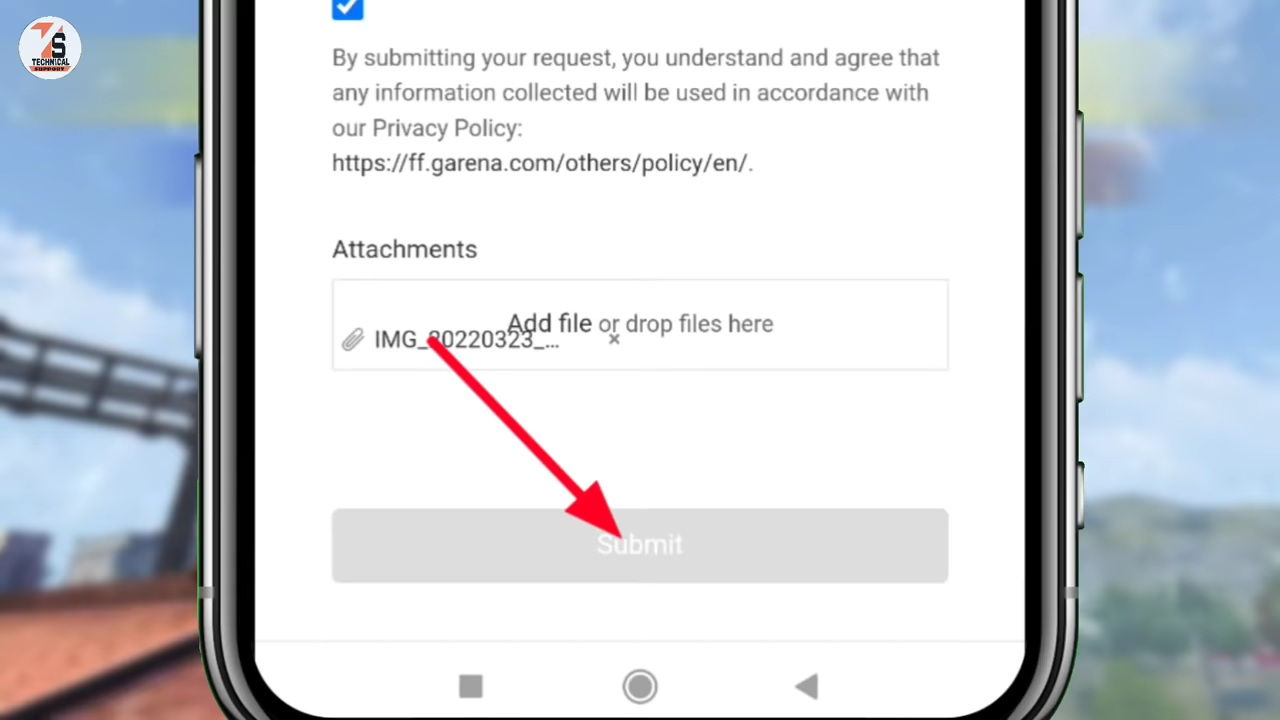 7S
TECHNICAL
SUPPORT
By submitting your request, you understand and agree that
any information collected will be used in accordance with
our Privacy Policy:
https://ff.garena.com/others/policy/en/.
Attachments
Add file or drop files here
IMG_20220323_... ×
Submit